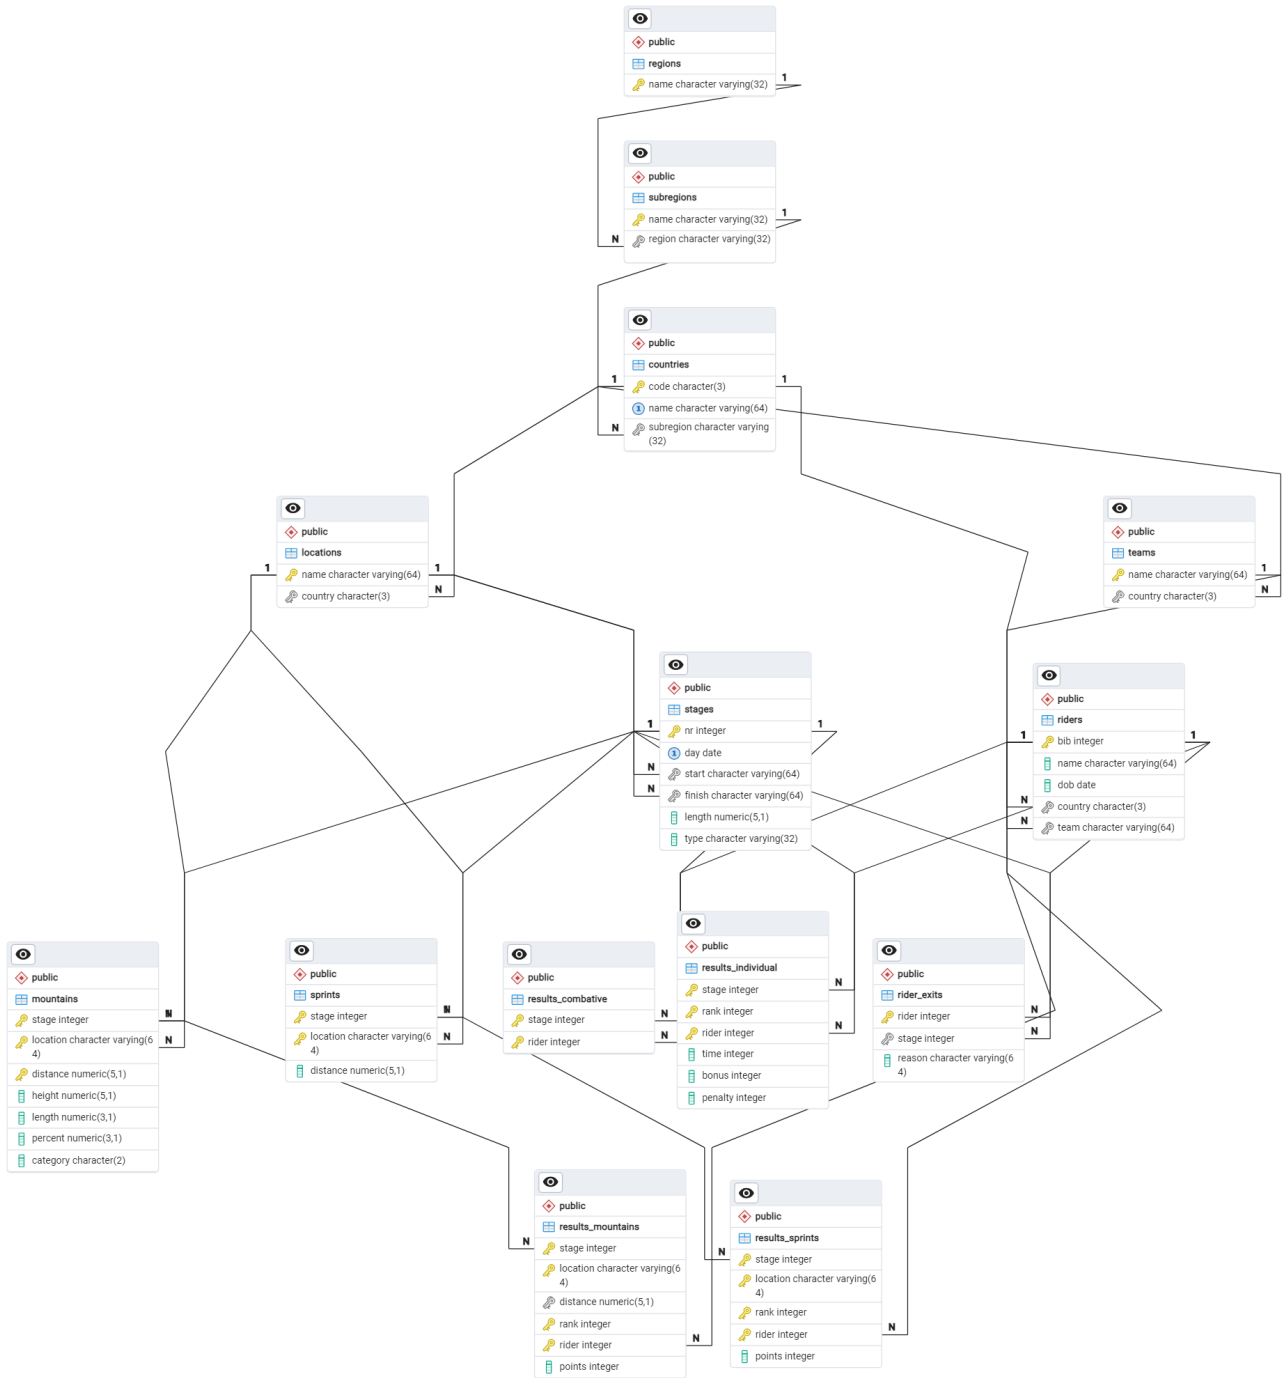 public
regions
name character varying(32)
1
public
subregions
name character varying(32)
1
region character varying(32)
N
public
countries
1
code character(3)
1
name character varying(64)
N
subregion character varying
(32)
public
locations
1
name character varying(64)
1
country character(3)
N
public
teams
name character varying(64)
1
country character(3)
N
public
stages
1
nr integer
1
day date
N
start character varying(64)
N
finish character varying(64)
length numeric(5,1)
type character varying(32)
public
riders
1
bib integer
1
name character varying(64)
dob date
N
country character(3)
N
team character varying(64)
public
mountains
stage integer
N
location character varying(6
4)
N
distance numeric(5,1)
height numeric(5,1)
length numeric(3,1)
percent numeric(3,1)
category character(2)
public
sprints
stage integer
N
location character varying(6
4)
N
distance numeric(5,1)
public
results_combative
stage integer
N
rider integer
N
public
results_individual
stage integer
N
rank integer
rider integer
N
time integer
bonus integer
penalty integer
public
rider_exits
rider integer
N
stage integer
N
reason character varying(6
4)
public
results_mountains
N
stage integer
location character varying(6
4)
distance numeric(5,1)
rank integer
rider integer
N
points integer
public
results_sprints
N
stage integer
location character varying(6
4)
rank integer
rider integer
N
points integer